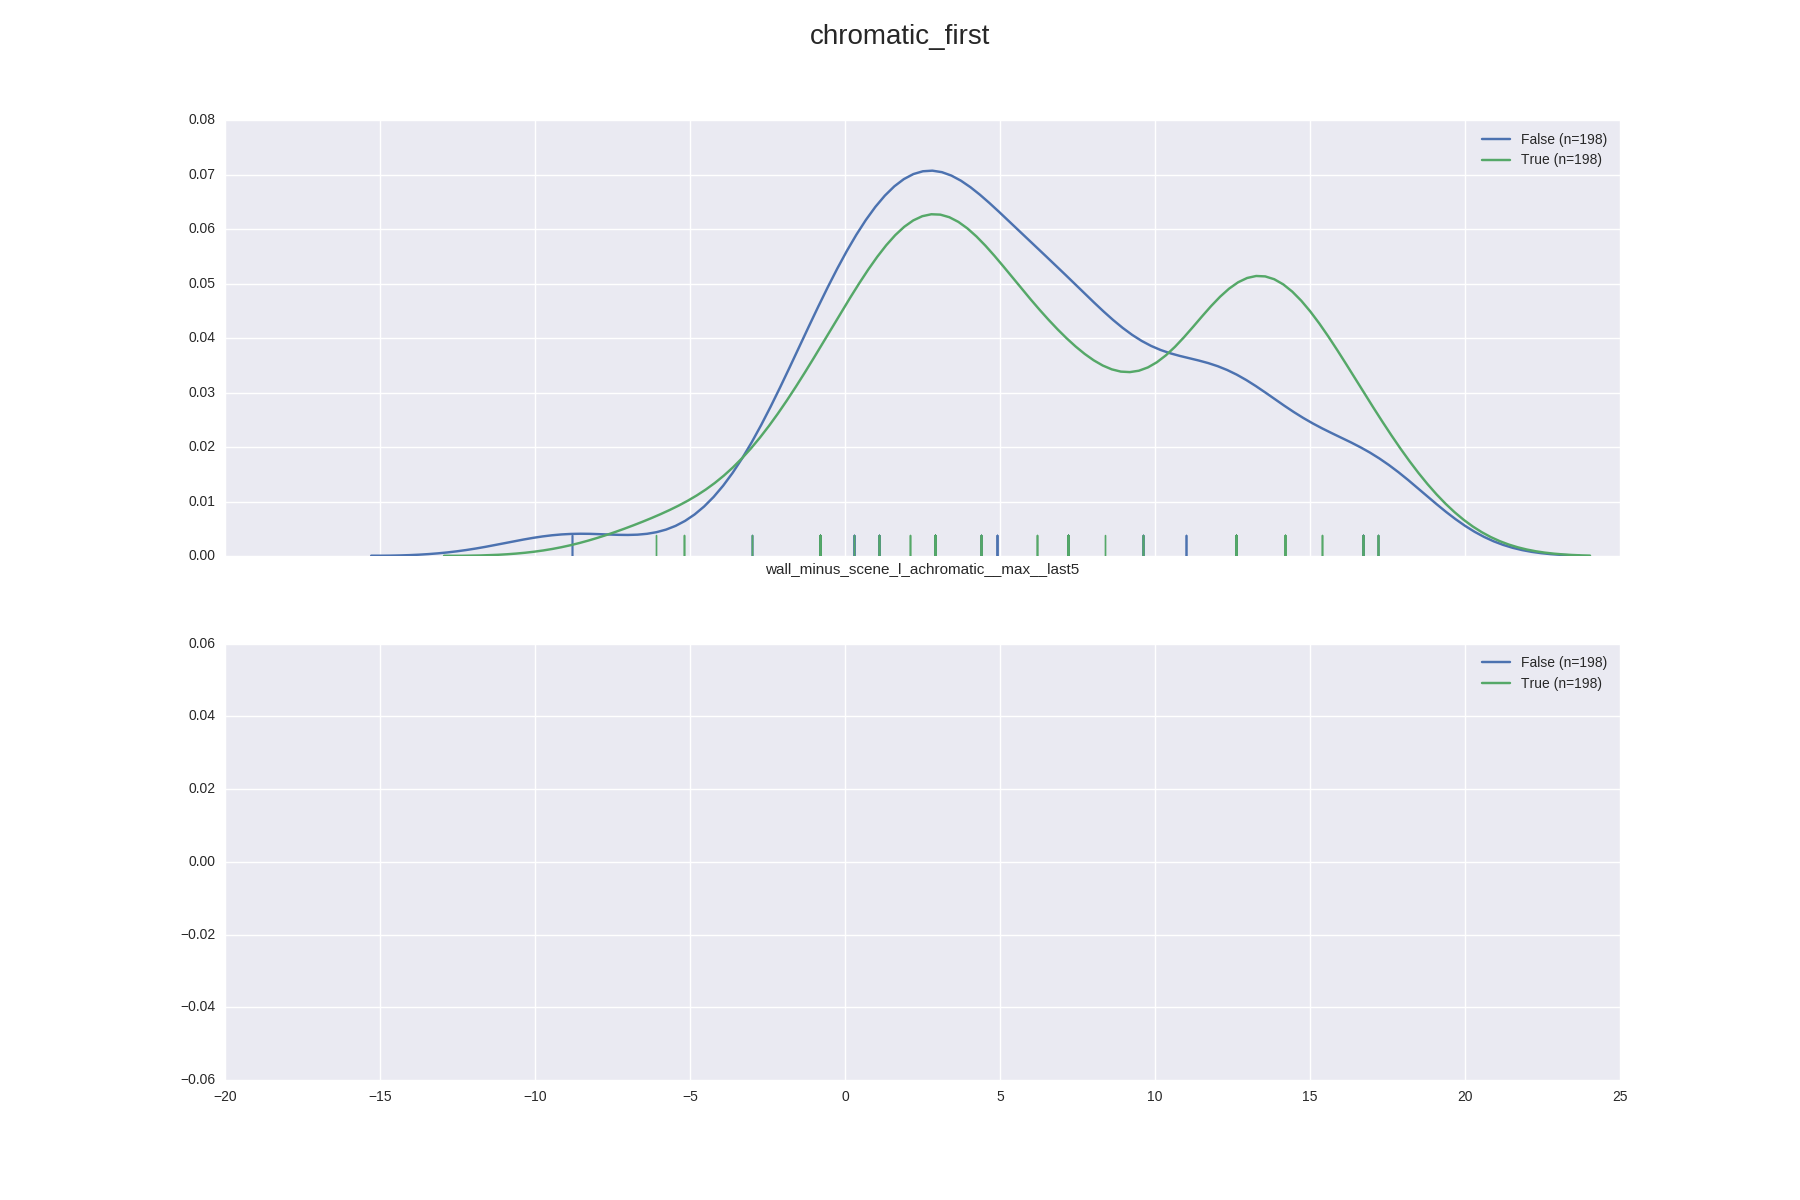 chromatic_first
0.08
0.07
0.06
0.05
0.04
0.03
0.02
0.01
0.00
False (n=198)
True (n=198)
wall_minus_scene_l_achromatic__max__last5
0.06
0.04
0.02
0.00
−0.02
−0.04
−0.06
False (n=198)
True (n=198)
−20 −15 −10 −5 0 5 10 15 20 25